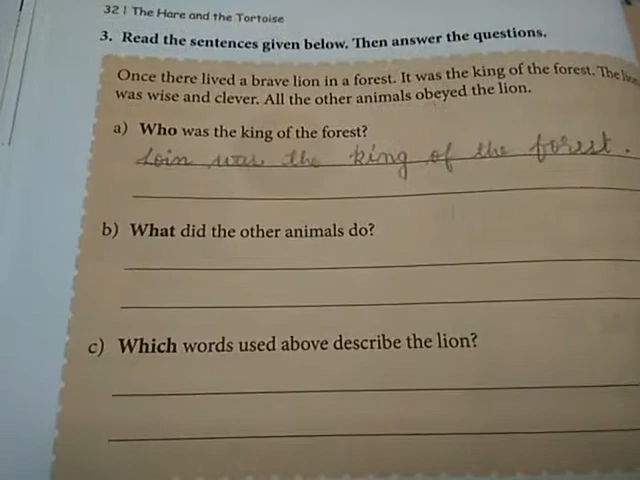 32 | The Hare and the Tortoise
3. Read the sentences given below. Then answer the questions.
Once there lived a brave lion in a forest. It was the king of the forest. The lion
was wise and clever. All the other animals obeyed the lion.
a) Who was the king of the forest?
Loin was the king of the forest.
b) What did the other animals do?
c) Which words used above describe the lion?